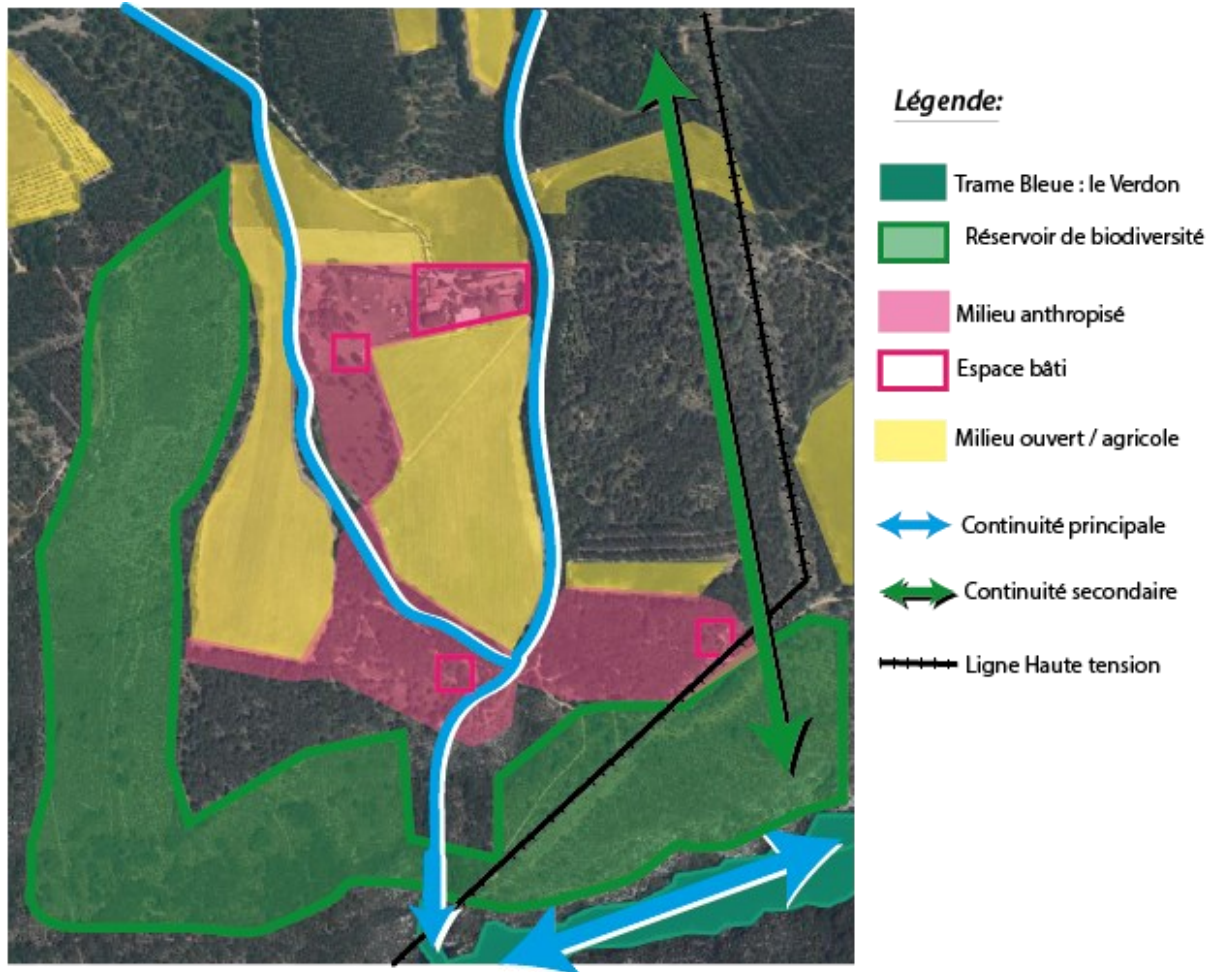 Légende:
Trame Bleue : le Verdon
Réservoir de biodiversité
Milieu anthropisé
Espace bâti
Milieu ouvert / agricole
Continuité principale
Continuité secondaire
Ligne Haute tension